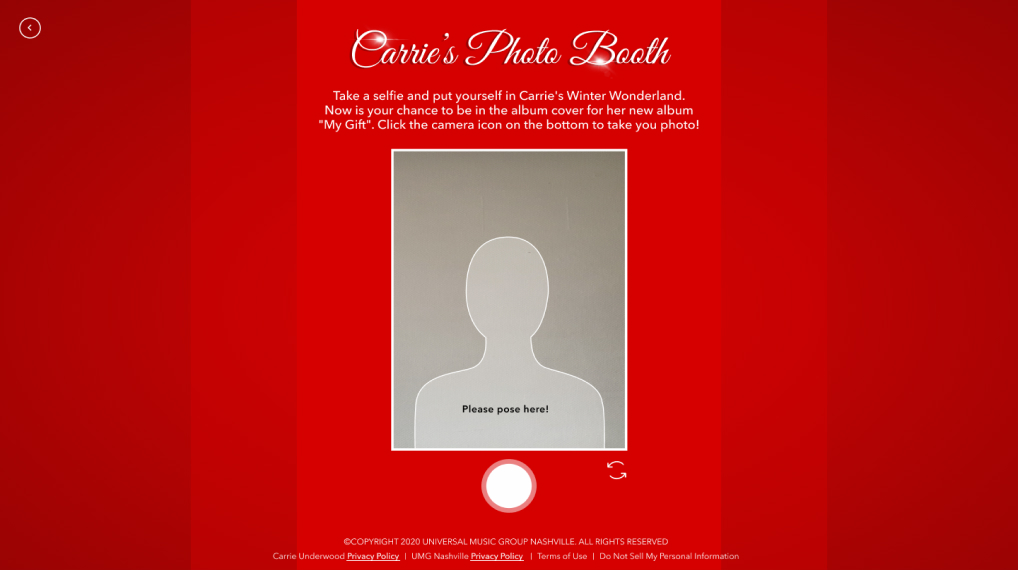 Carrie's Photo Booth
Take a selfie and put yourself in Carrie's Winter Wonderland.
Now is your chance to be in the album cover for her new album
"My Gift". Click the camera icon on the bottom to take you photo!
Please pose here!
©COPYRIGHT 2020 UNIVERSAL MUSIC GROUP NASHVILLE. ALL RIGHTS RESERVED
Carrie Underwood Privacy Policy | UMG Nashville Privacy Policy | Terms of Use | Do Not Sell My Personal Information